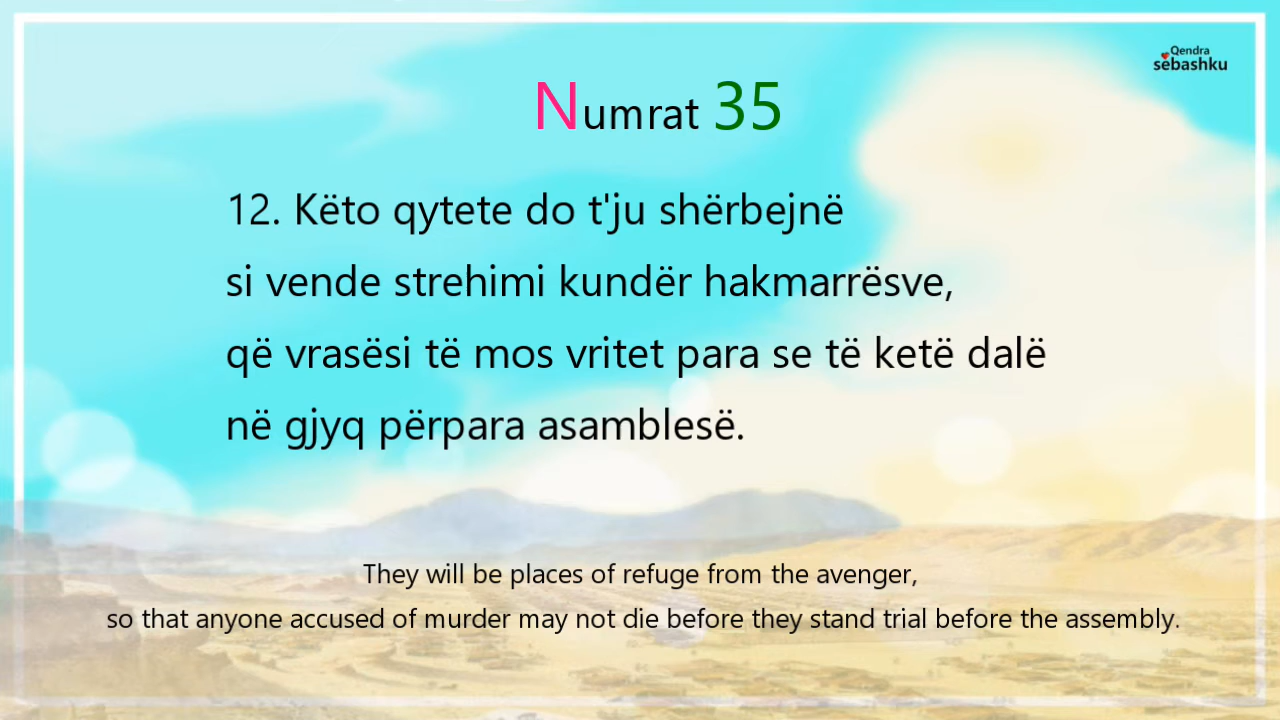 Qendra
sëbashku
Numrat 35
12. Këto qytete do t'ju shërbejnë
si vende strehimi kundër hakmarrësve,
që vrasësi të mos vritet para se të ketë dalë
në gjyq përpara asamblesë.
They will be places of refuge from the avenger,
so that anyone accused of murder may not die before they stand trial before the assembly.